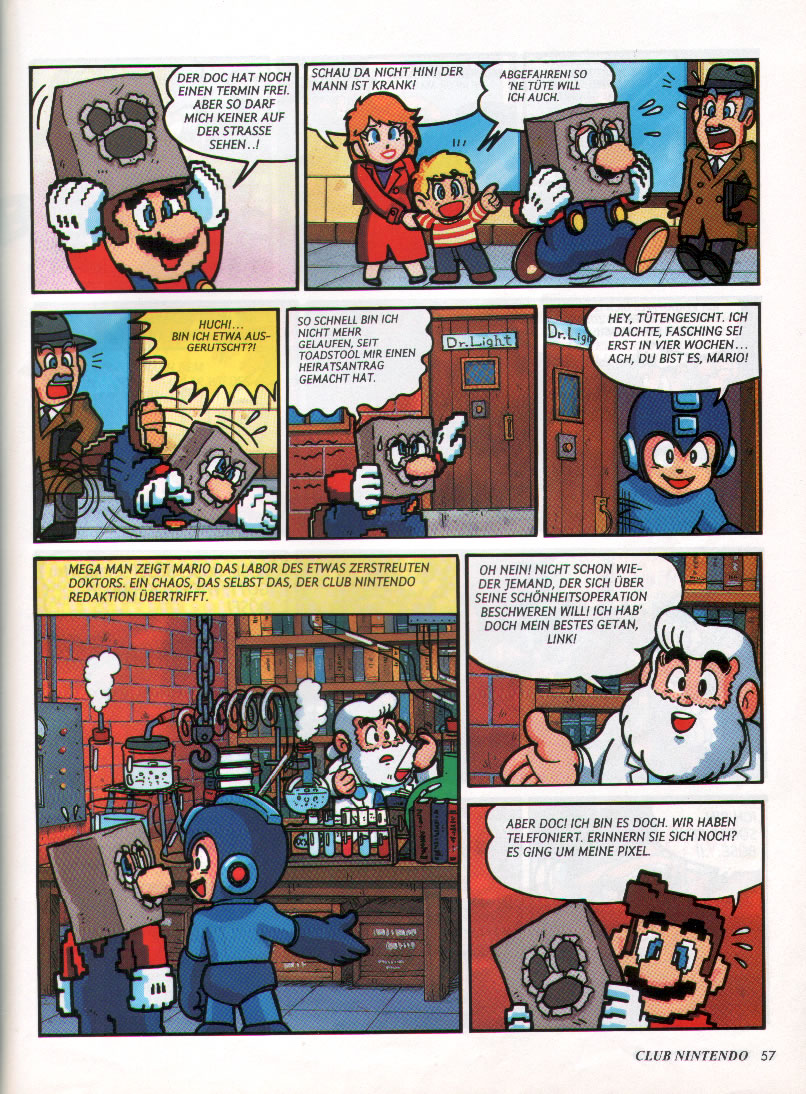 DER DOC HAT NOCH
EINEN TERMIN FREI.
ABER SO DARF
MICH KEINER AUF
DER STRASSE
SEHEN..!
SCHAU DA NICHT HIN! DER
MANN IST KRANK!
ABGEFAHREN! SO
'NE TÜTE WILL
ICH AUCH.
HUCH!...
BIN ICH ETWA AUS-
GERUTSCHT?!
SO SCHNELL BIN ICH
NICHT MEHR
GELAUFEN, SEIT
TOADSTOOL MIR EINEN
HEIRATSANTRAG
GEMACHT HAT.
Dr.Light
HEY, TÜTENGESICHT. ICH
DACHTE, FASCHING SEI
ERST IN VIER WOCHEN...
ACH, DU BIST ES, MARIO!
Dr.Ligh
MEGA MAN ZEIGT MARIO DAS LABOR DES ETWAS ZERSTREUTEN
DOKTORS. EIN CHAOS, DAS SELBST DAS, DER CLUB NINTENDO
REDAKTION ÜBERTRIFFT.
OH NEIN! NICHT SCHON WIE-
DER JEMAND, DER SICH ÜBER
SEINE SCHÖNHEITSOPERATION
BESCHWEREN WILL! ICH HAB'
DOCH MEIN BESTES GETAN,
LINK!
ABER DOC! ICH BIN ES DOCH. WIR HABEN
TELEFONIERT. ERINNERN SIE SICH NOCH?
ES GING UM MEINE PIXEL.
CLUB NINTENDO 57